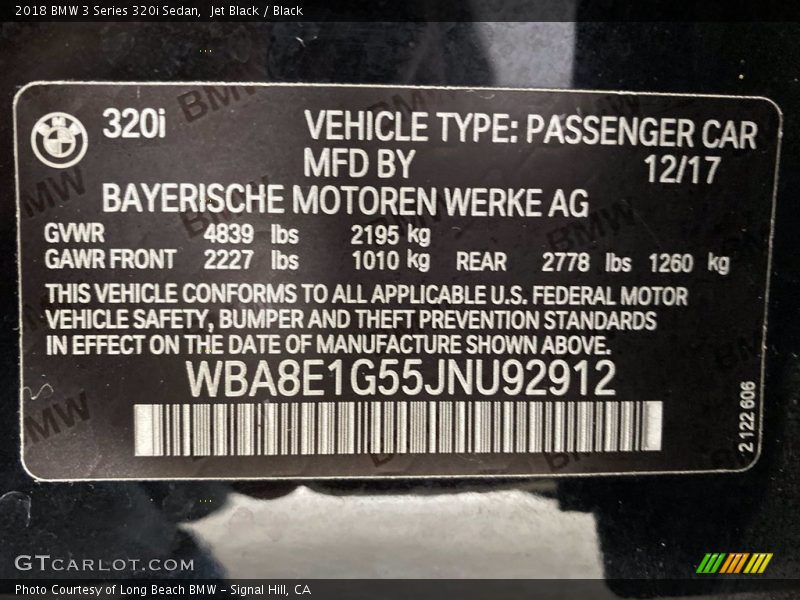 2018 BMW 3 Series 320i Sedan, Jet Black / Black
320i
VEHICLE TYPE: PASSENGER CAR
MFD BY 12/17
BAYERISCHE MOTOREN WERKE AG
GVWR 4839 lbs 2195 kg
GAWR FRONT 2227 lbs 1010 kg REAR 2778 lbs 1260 kg
THIS VEHICLE CONFORMS TO ALL APPLICABLE U.S. FEDERAL MOTOR
VEHICLE SAFETY, BUMPER AND THEFT PREVENTION STANDARDS
IN EFFECT ON THE DATE OF MANUFACTURE SHOWN ABOVE.
WBA8E1G55JNU92912
2122606
GTCARLOT.COM
Photo Courtesy of Long Beach BMW - Signal Hill, CA